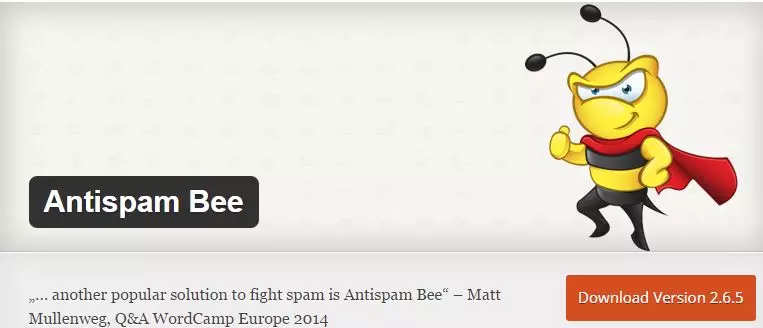 Antispam Bee
„... another popular solution to fight spam is Antispam Bee“ – Matt
Mullenweg, Q&A WordCamp Europe 2014
Download Version 2.6.5